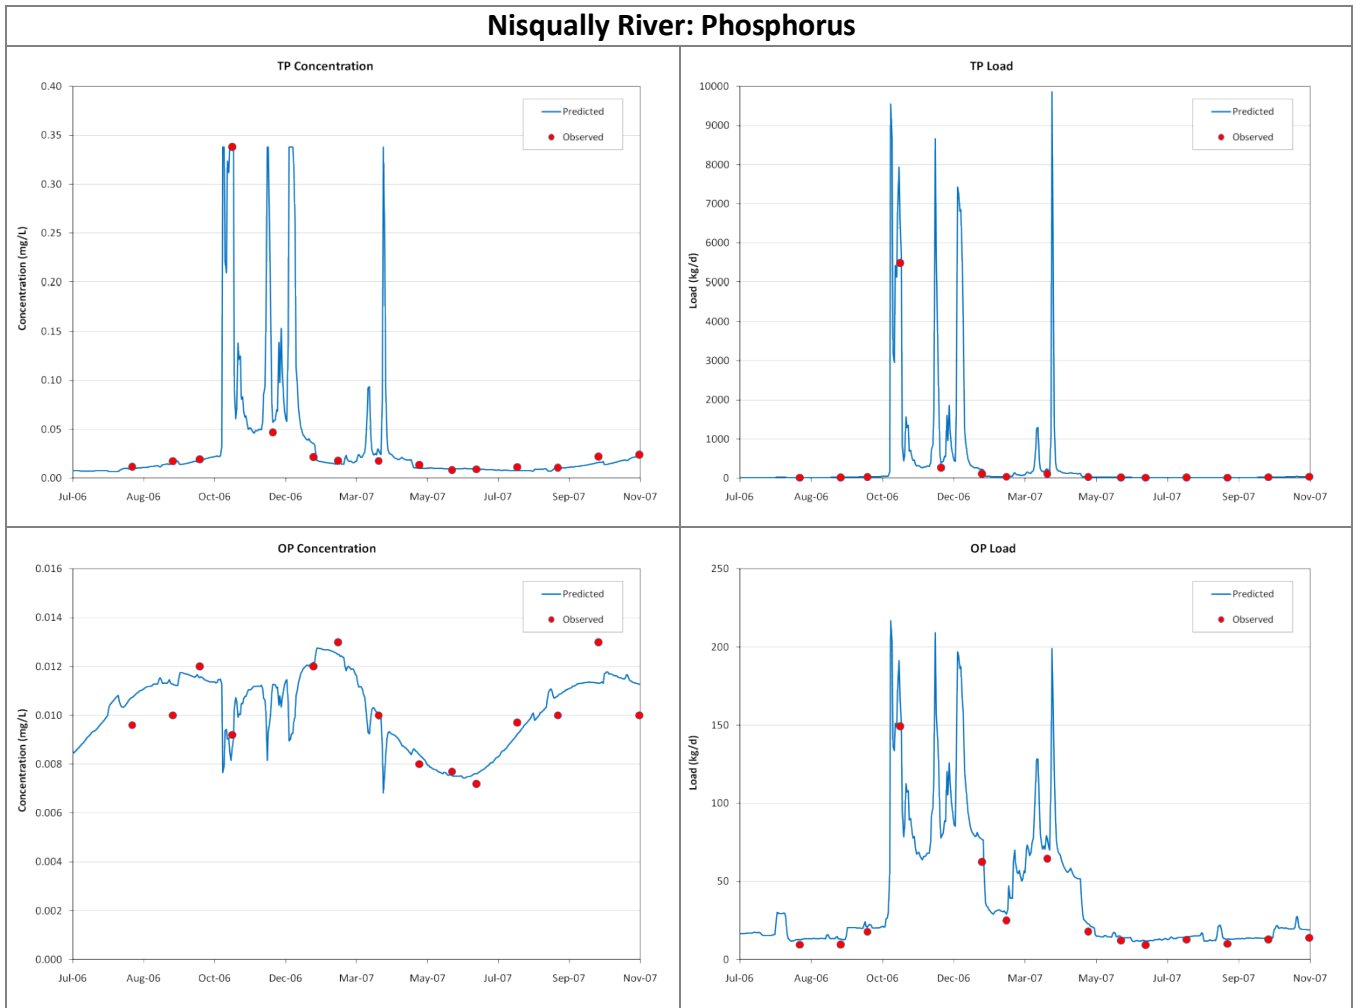 Nisqually River: Phosphorus
TP Concentration
Concentration (mg/L)
0.40
0.35
0.30
0.25
0.20
0.15
0.10
0.05
0.00
Jul-06 Aug-06 Oct-06 Dec-06 Mar-07 May-07 Jul-07 Sep-07 Nov-07
Predicted
Observed
TP Load
Load (kg/d)
10000
9000
8000
7000
6000
5000
4000
3000
2000
1000
0
Jul-06 Aug-06 Oct-06 Dec-06 Mar-07 May-07 Jul-07 Sep-07 Nov-07
Predicted
Observed
OP Concentration
Concentration (mg/L)
0.016
0.014
0.012
0.010
0.008
0.006
0.004
0.002
0.000
Jul-06 Aug-06 Oct-06 Dec-06 Mar-07 May-07 Jul-07 Sep-07 Nov-07
Predicted
Observed
OP Load
Load (kg/d)
250
200
150
100
50
0
Jul-06 Aug-06 Oct-06 Dec-06 Mar-07 May-07 Jul-07 Sep-07 Nov-07
Predicted
Observed